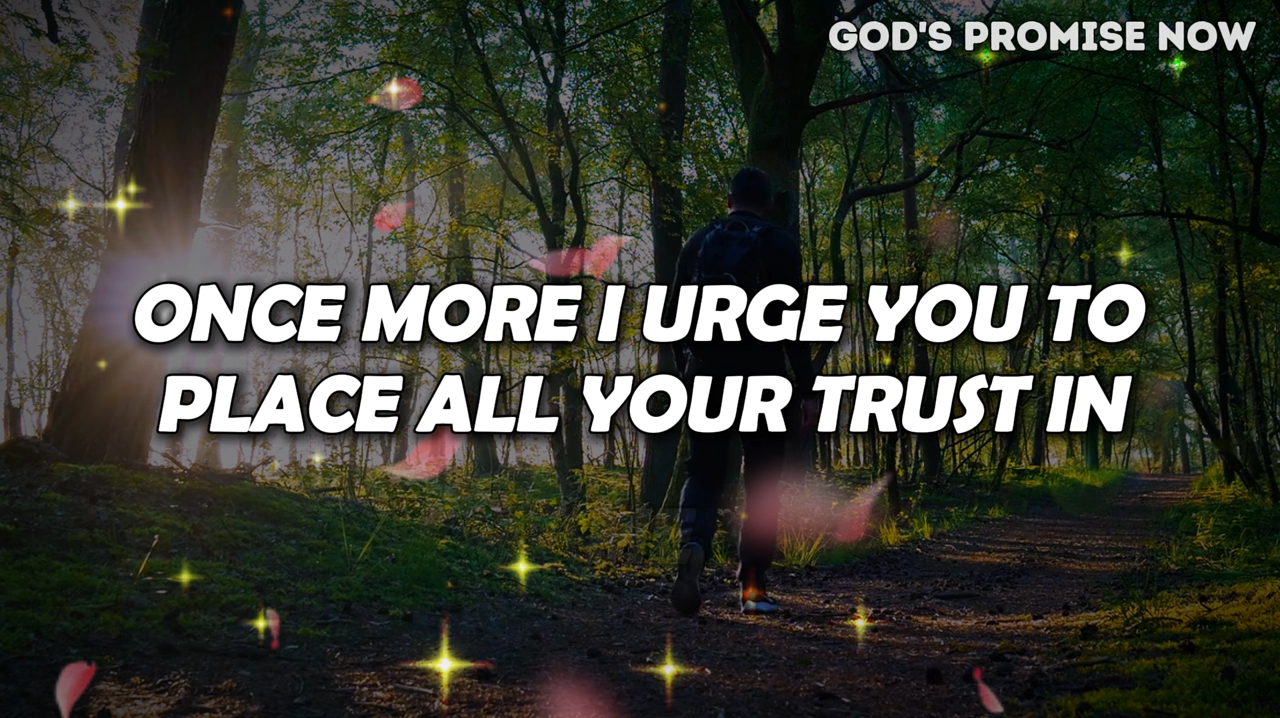 GOD'S PROMISE NOW
ONCE MORE I URGE YOU TO
PLACE ALL YOUR TRUST IN